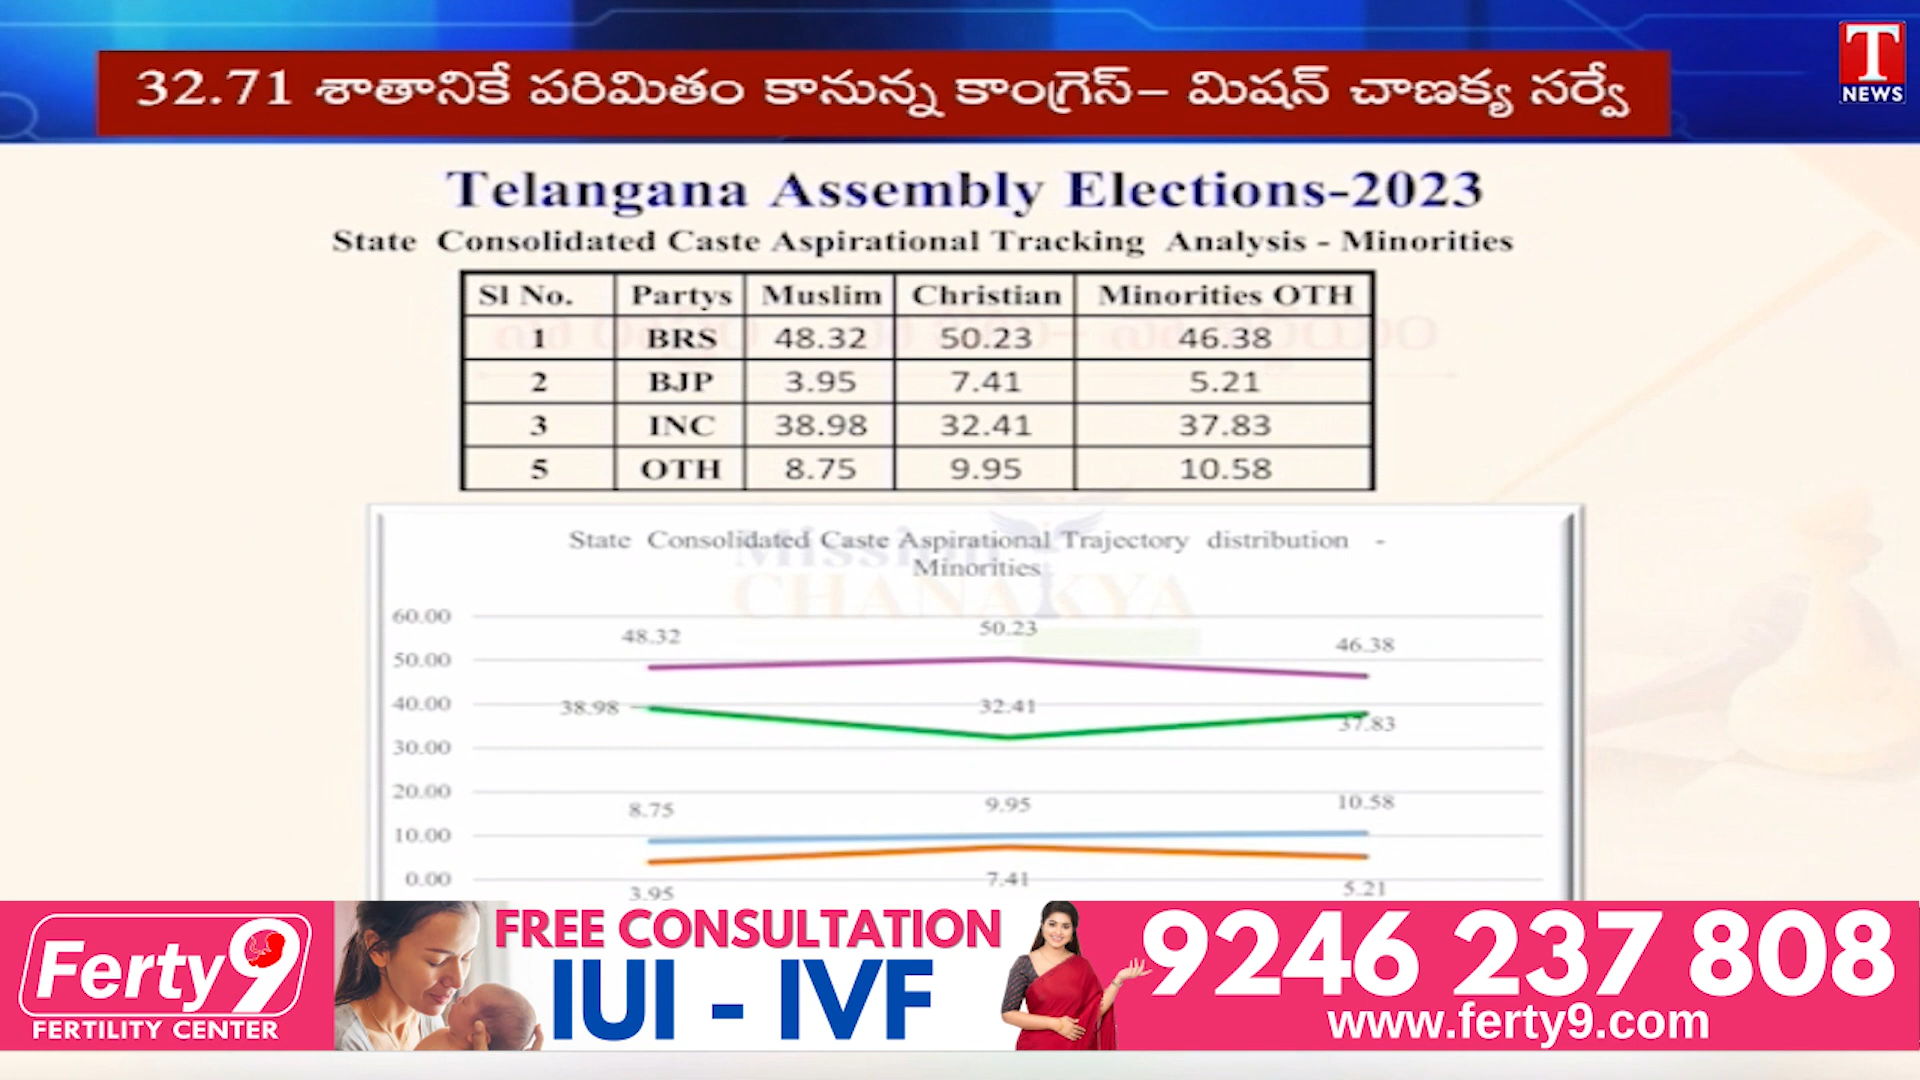 32.71 శాతానికే పరిమితం కానున్న కాంగ్రెస్– మిషన్ చాణక్య సర్వే
T
NEWS
Telangana Assembly Elections-2023
State Consolidated Caste Aspirational Tracking Analysis - Minorities
Sl No. Partys Muslim Christian Minorities OTH
1 BRS 48.32 50.23 46.38
2 BJP 3.95 7.41 5.21
3 INC 38.98 32.41 37.83
5 OTH 8.75 9.95 10.58
Mission
CHANAKYA
State Consolidated Caste Aspirational Trajectory distribution -
Minorities
60.00
48.32 50.23 46.38
50.00
40.00
38.98 32.41 37.83
30.00
20.00
8.75 9.95 10.58
10.00
0.00
3.95 7.41 5.21
Ferty9
FERTILITY CENTER
FREE CONSULTATION
IUI - IVF
9246 237 808
www.ferty9.com